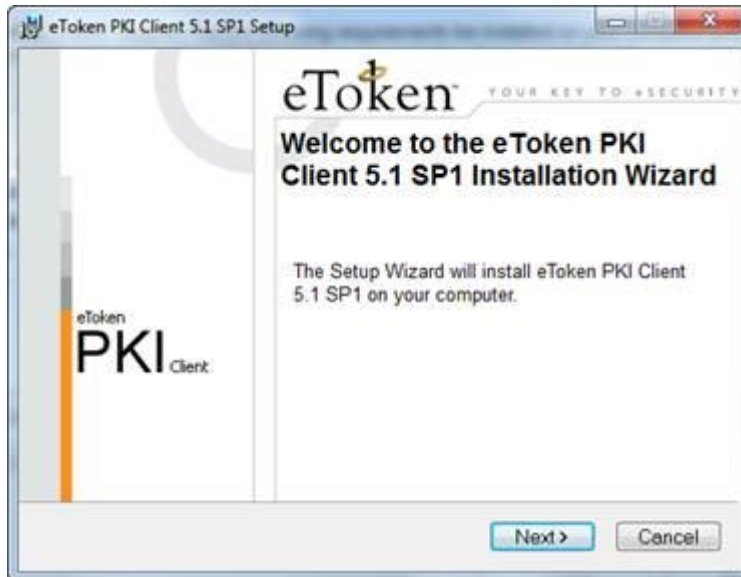 eToken PKI Client 5.1 SP1 Setup
eToken™ YOUR KEY TO eSECURITY
Welcome to the eToken PKI
Client 5.1 SP1 Installation Wizard
The Setup Wizard will install eToken PKI Client
5.1 SP1 on your computer.
eToken
PKI Client
Next >
Cancel